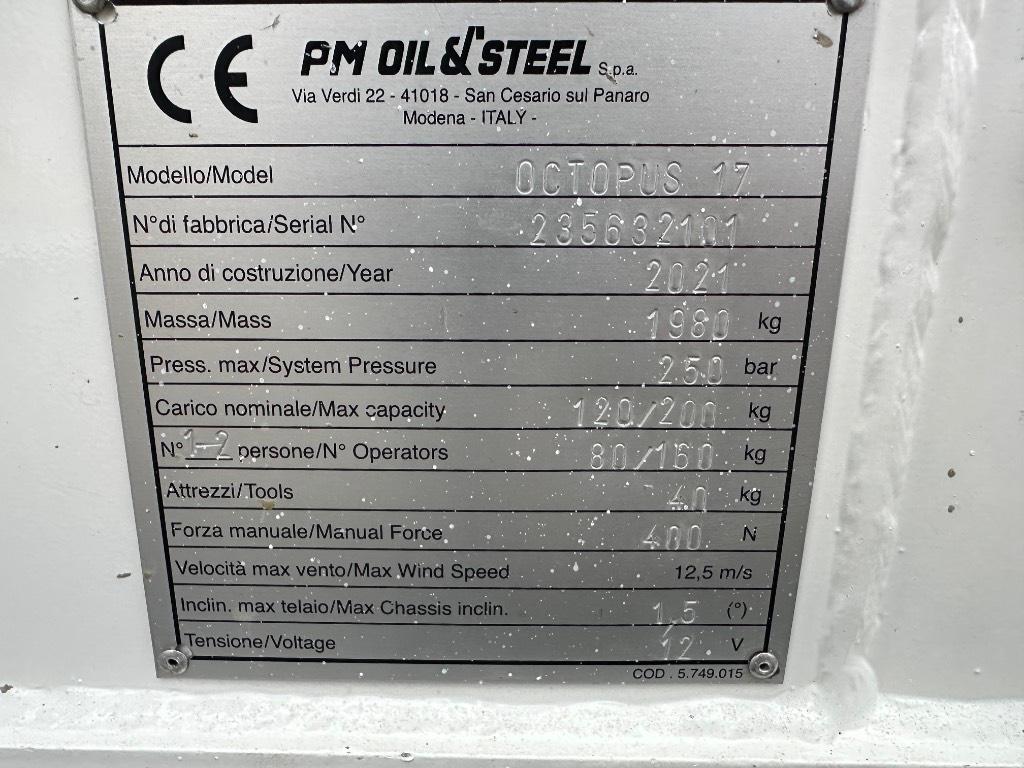 CE PM OIL & STEEL S.p.a.
Via Verdi 22 - 41018 - San Cesario sul Panaro
Modena - ITALY -
Modello/Model OCTOPUS 17
N°di fabbrica/Serial N° 235632101
Anno di costruzione/Year 2021
Massa/Mass 1980 kg
Press. max/System Pressure 250 bar
Carico nominale/Max capacity 120/200 kg
N° 1-2 persone/N° Operators 80/160 kg
Attrezzi/Tools 40 kg
Forza manuale/Manual Force 400 N
Velocità max vento/Max Wind Speed 12,5 m/s
Inclin. max telaio/Max Chassis inclin. 1,5 (°)
Tensione/Voltage 12 V
COD . 5.749.015